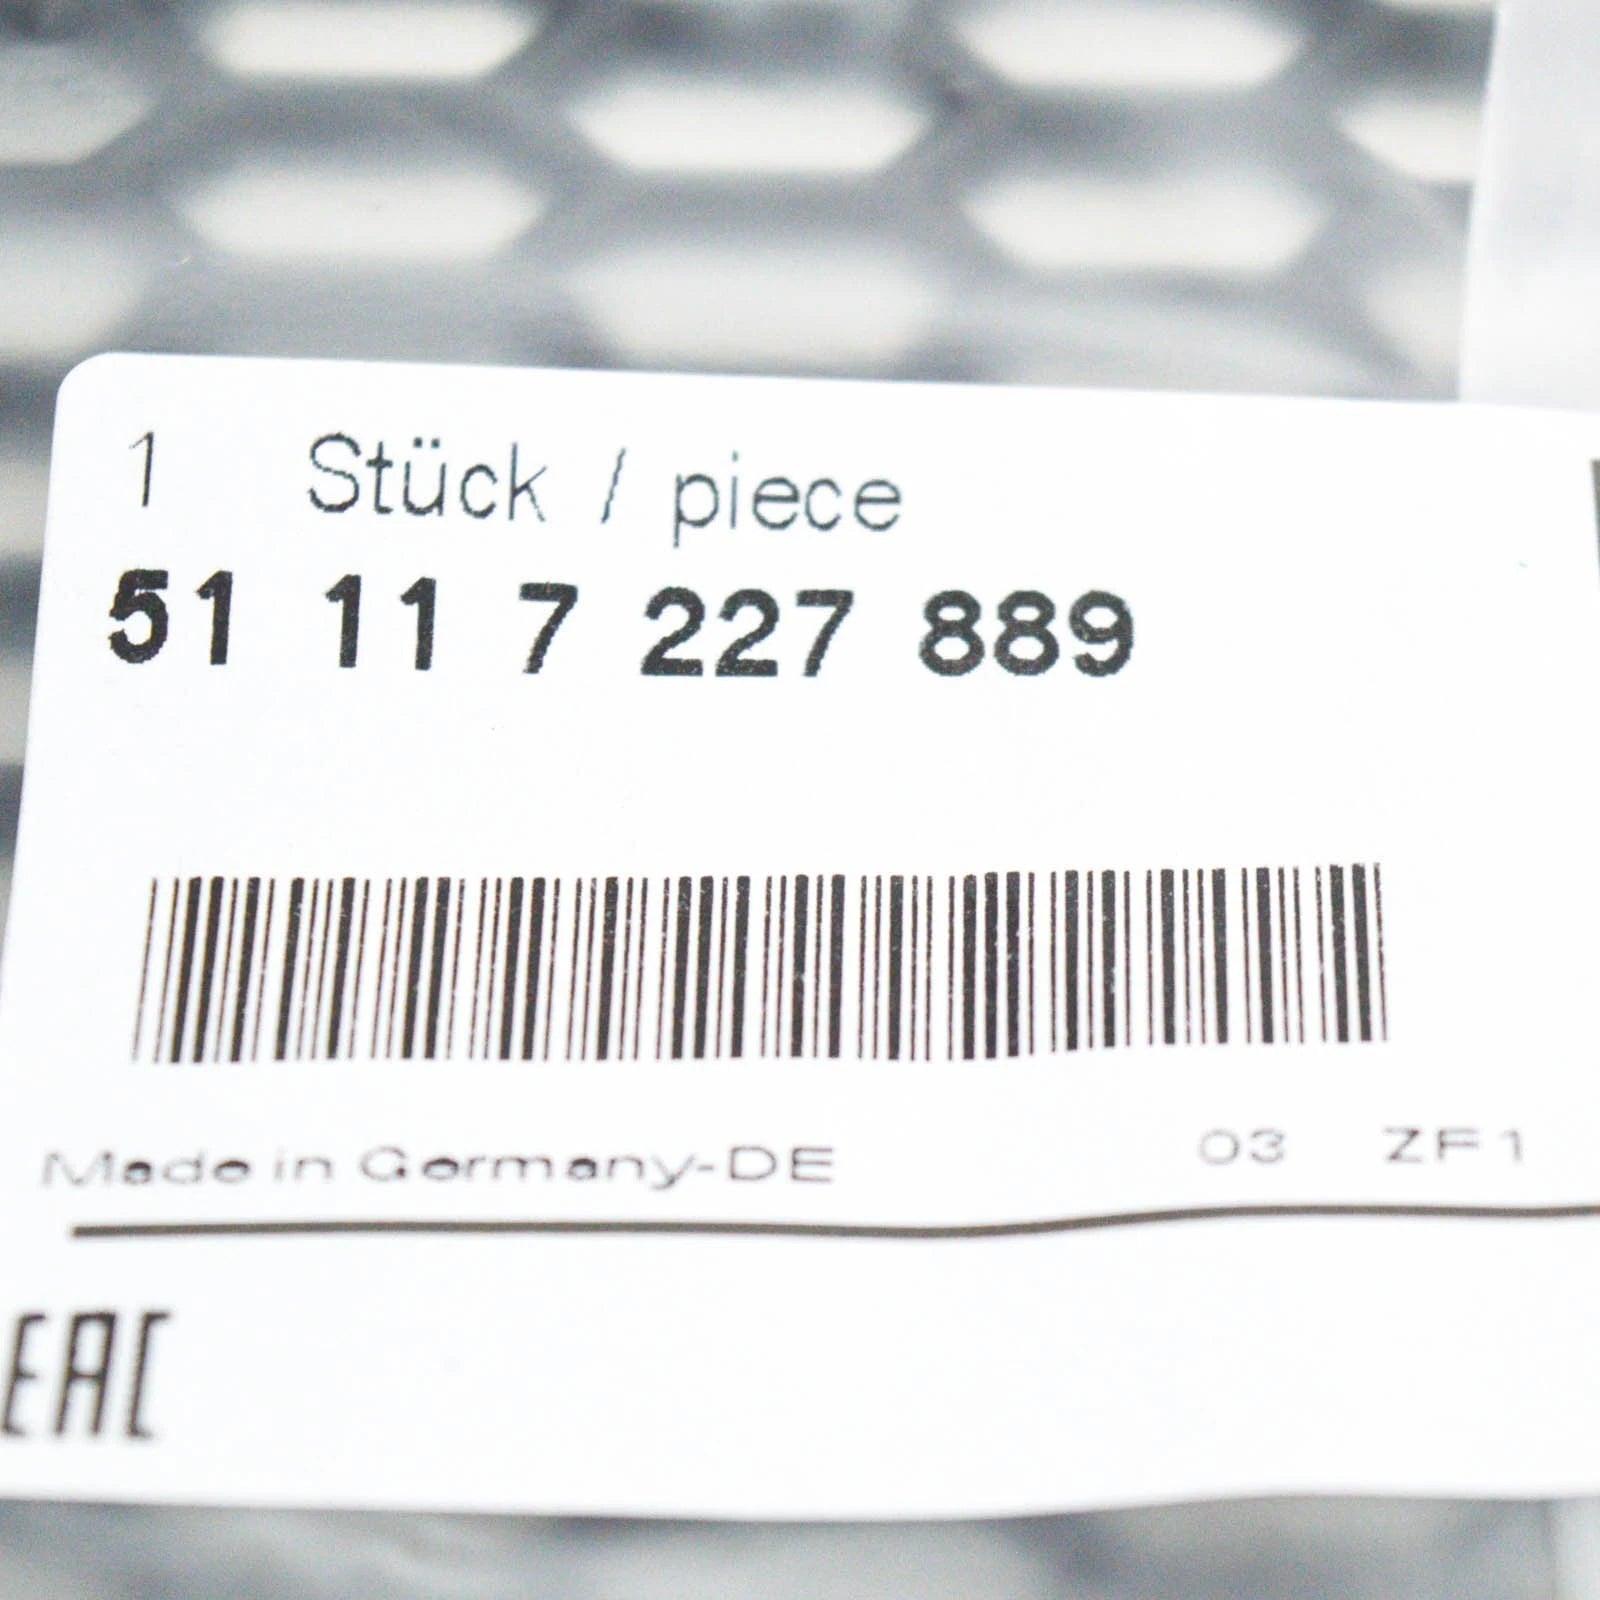 1 Stück / piece
51 11 7 227 889
Made in Germany-DE 03 ZF1
EAC